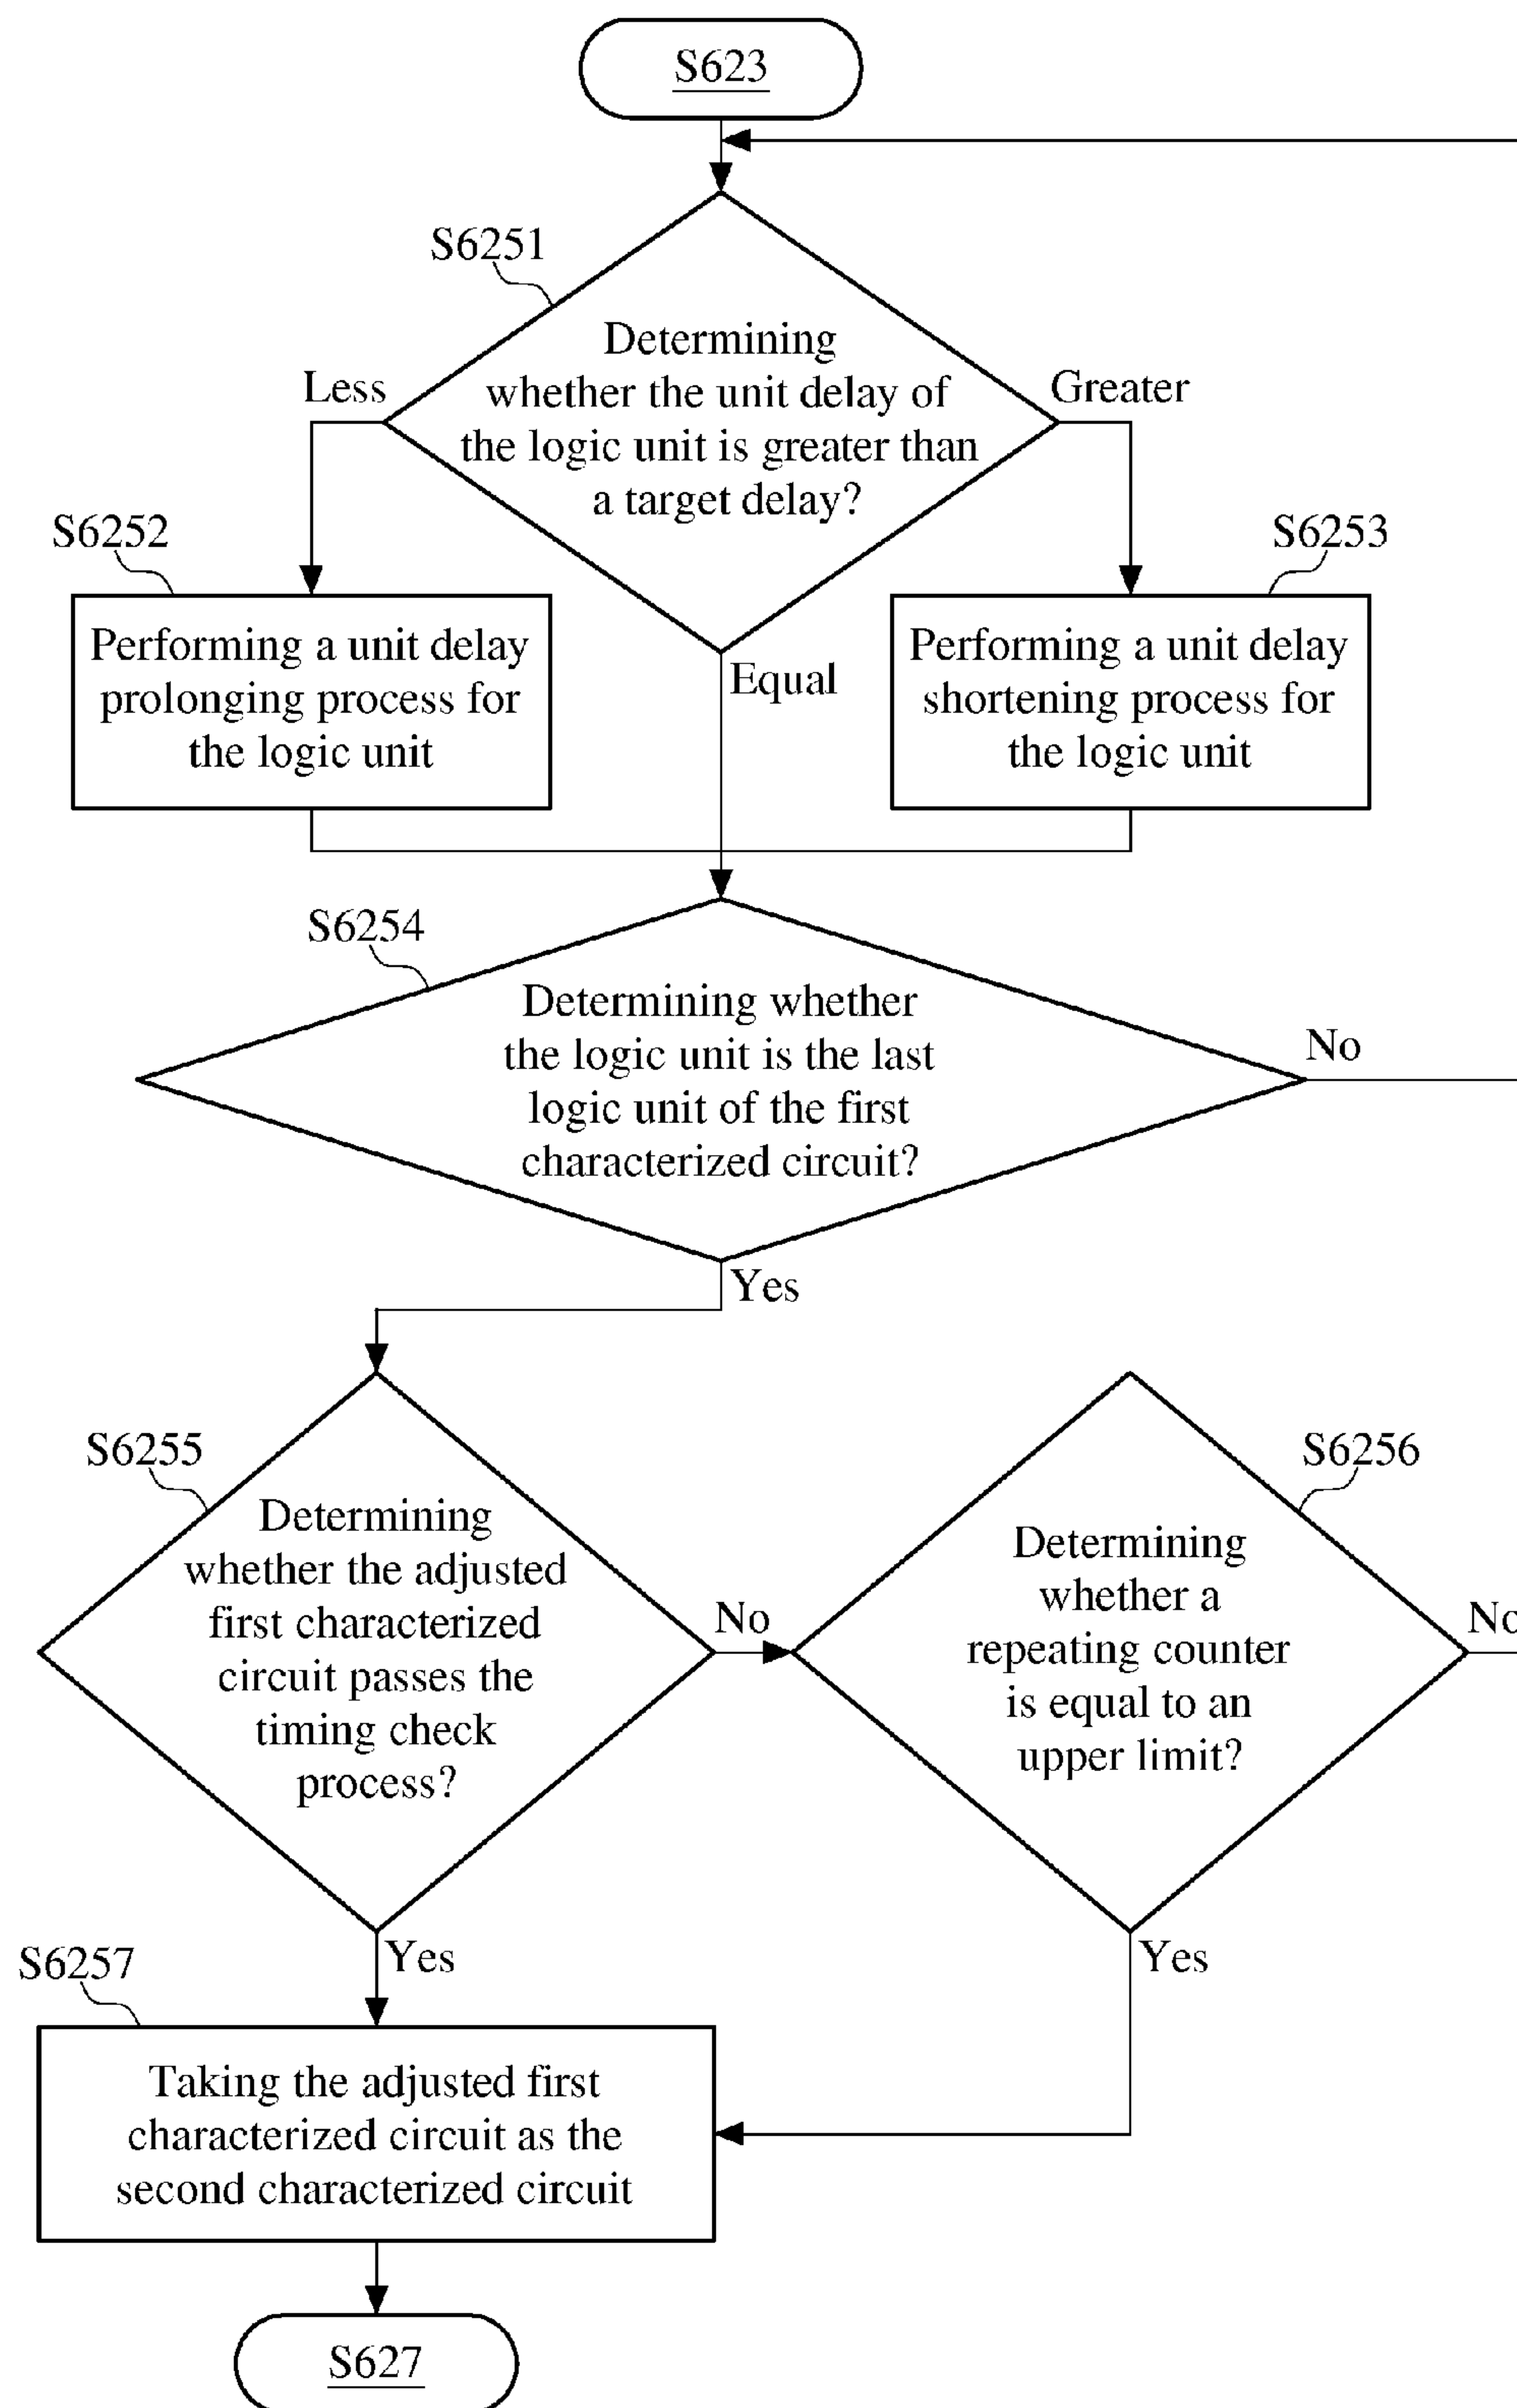 S623
S6251
Determining
whether the unit delay of
the logic unit is greater than
a target delay?
Less
Greater
Equal
S6252
Performing a unit delay
prolonging process for
the logic unit
S6253
Performing a unit delay
shortening process for
the logic unit
S6254
Determining whether
the logic unit is the last
logic unit of the first
characterized circuit?
No
Yes
S6255
Determining
whether the adjusted
first characterized
circuit passes the
timing check
process?
No
Yes
S6256
Determining
whether a
repeating counter
is equal to an
upper limit?
No
Yes
S6257
Taking the adjusted first
characterized circuit as the
second characterized circuit
S627